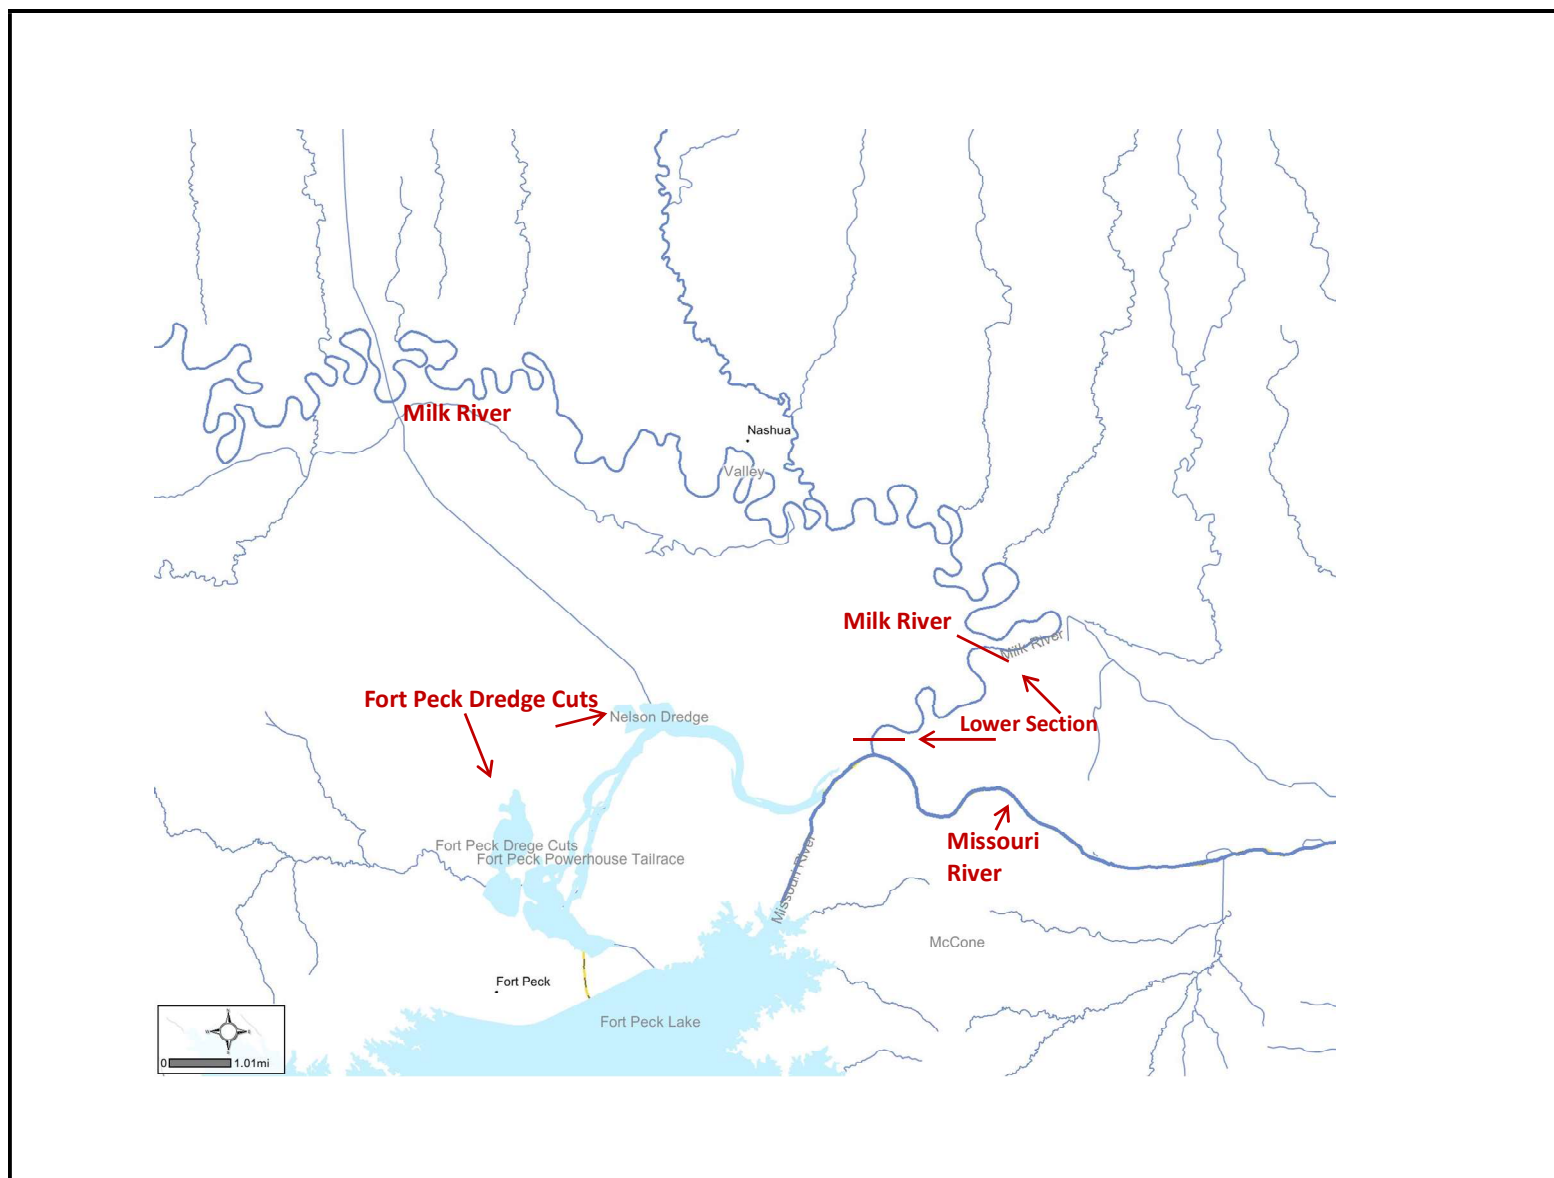 Milk River
Nashua
Valley
Milk River
Milk River
Fort Peck Dredge Cuts
Nelson Dredge
Lower Section
Missouri
River
Fort Peck Drege Cuts
Fort Peck Powerhouse Tailrace
Missouri River
McCone
Fort Peck
Fort Peck Lake
N
W
E
S
0
1.01mi